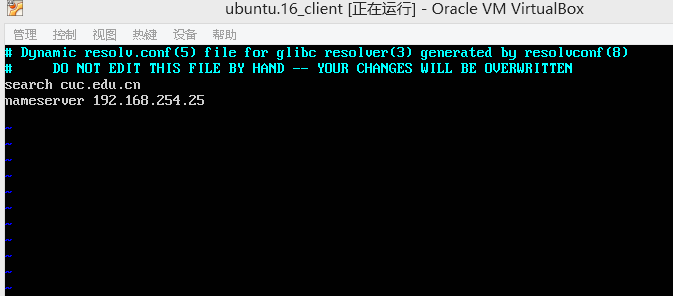 ubuntu.16_client [正在运行] - Oracle VM VirtualBox
管理 控制 视图 热键 设备 帮助
# Dynamic resolv.conf(5) file for glibc resolver(3) generated by resolvconf(8)
#     DO NOT EDIT THIS FILE BY HAND -- YOUR CHANGES WILL BE OVERWRITTEN
search cuc.edu.cn
nameserver 192.168.254.25
~
~
~
~
~
~
~
~
~
~
~